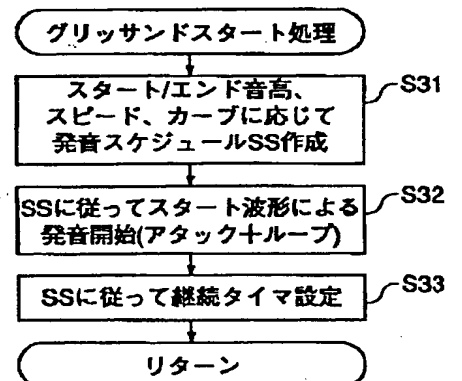 グリッサンドスタート処理
スタート/エンド音高、
スピード、カーブに応じて
発音スケジュールSS作成
S31
SSに従ってスタート波形による
発音開始(アタック+ループ)
S32
SSに従って継続タイマ設定
S33
リターン